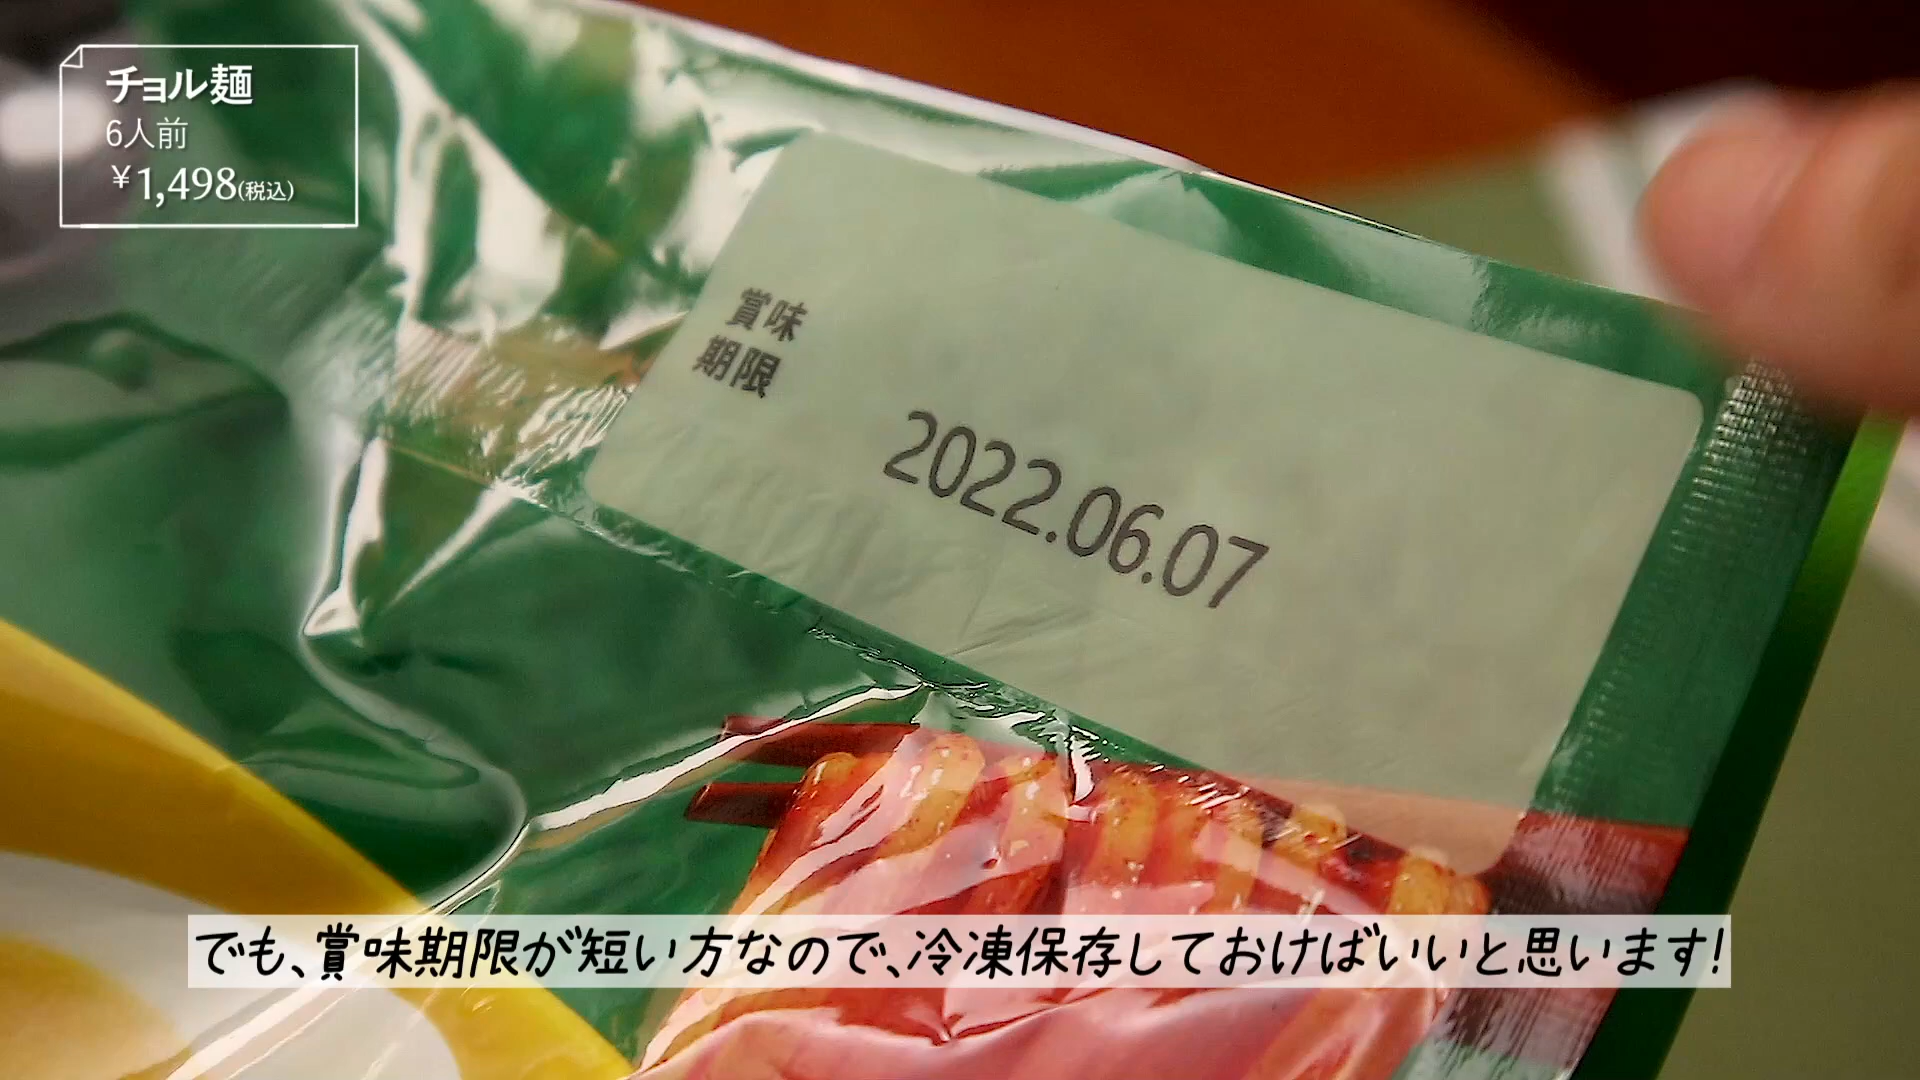 チョル麺
6人前
¥1,498(税込)
賞味
期限
2022.06.07
でも、賞味期限が短い方なので、冷凍保存しておけばいいと思います!